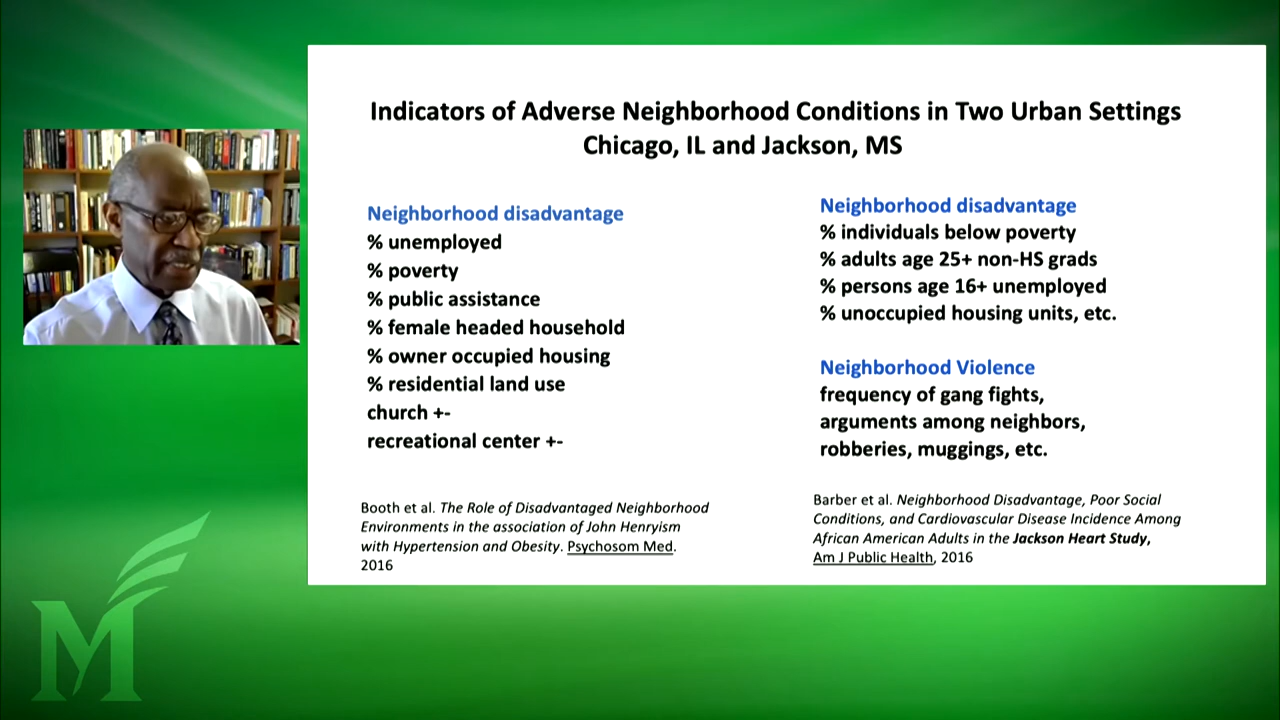 Indicators of Adverse Neighborhood Conditions in Two Urban Settings
Chicago, IL and Jackson, MS
Neighborhood disadvantage
% unemployed
% poverty
% public assistance
% female headed household
% owner occupied housing
% residential land use
church +-
recreational center +-
Booth et al. The Role of Disadvantaged Neighborhood
Environments in the association of John Henryism
with Hypertension and Obesity. Psychosom Med.
2016
Neighborhood disadvantage
% individuals below poverty
% adults age 25+ non-HS grads
% persons age 16+ unemployed
% unoccupied housing units, etc.
Neighborhood Violence
frequency of gang fights,
arguments among neighbors,
robberies, muggings, etc.
Barber et al. Neighborhood Disadvantage, Poor Social
Conditions, and Cardiovascular Disease Incidence Among
African American Adults in the Jackson Heart Study,
Am J Public Health, 2016
M